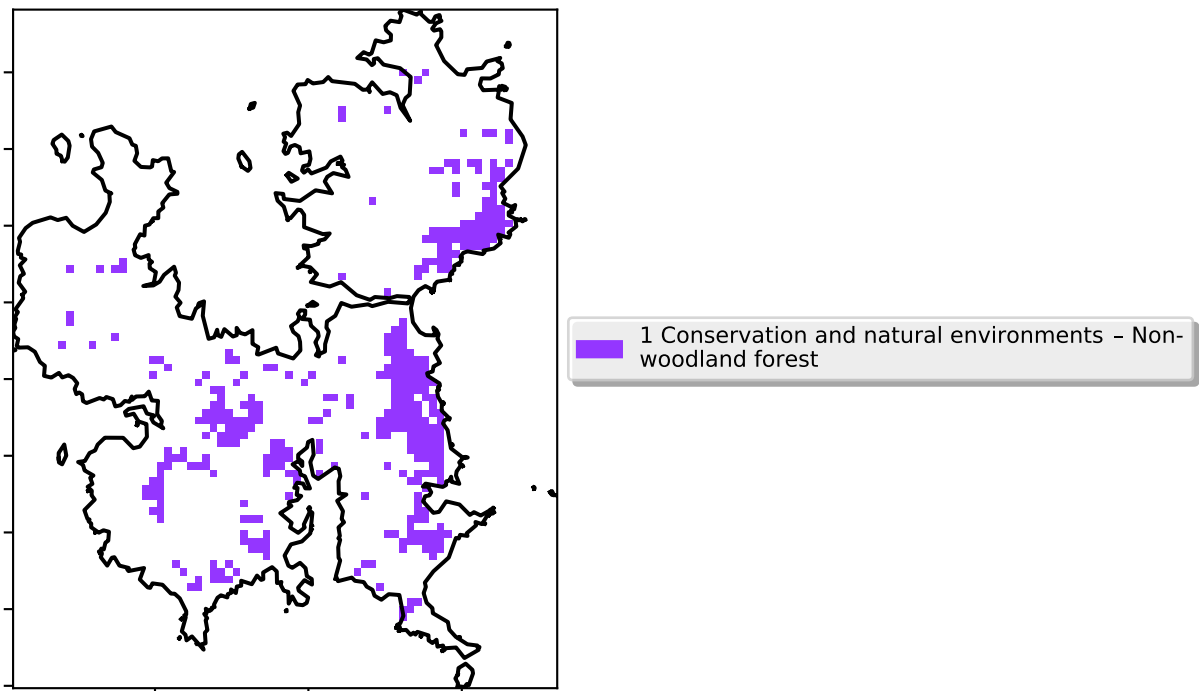 1 Conservation and natural environments – Non-
woodland forest